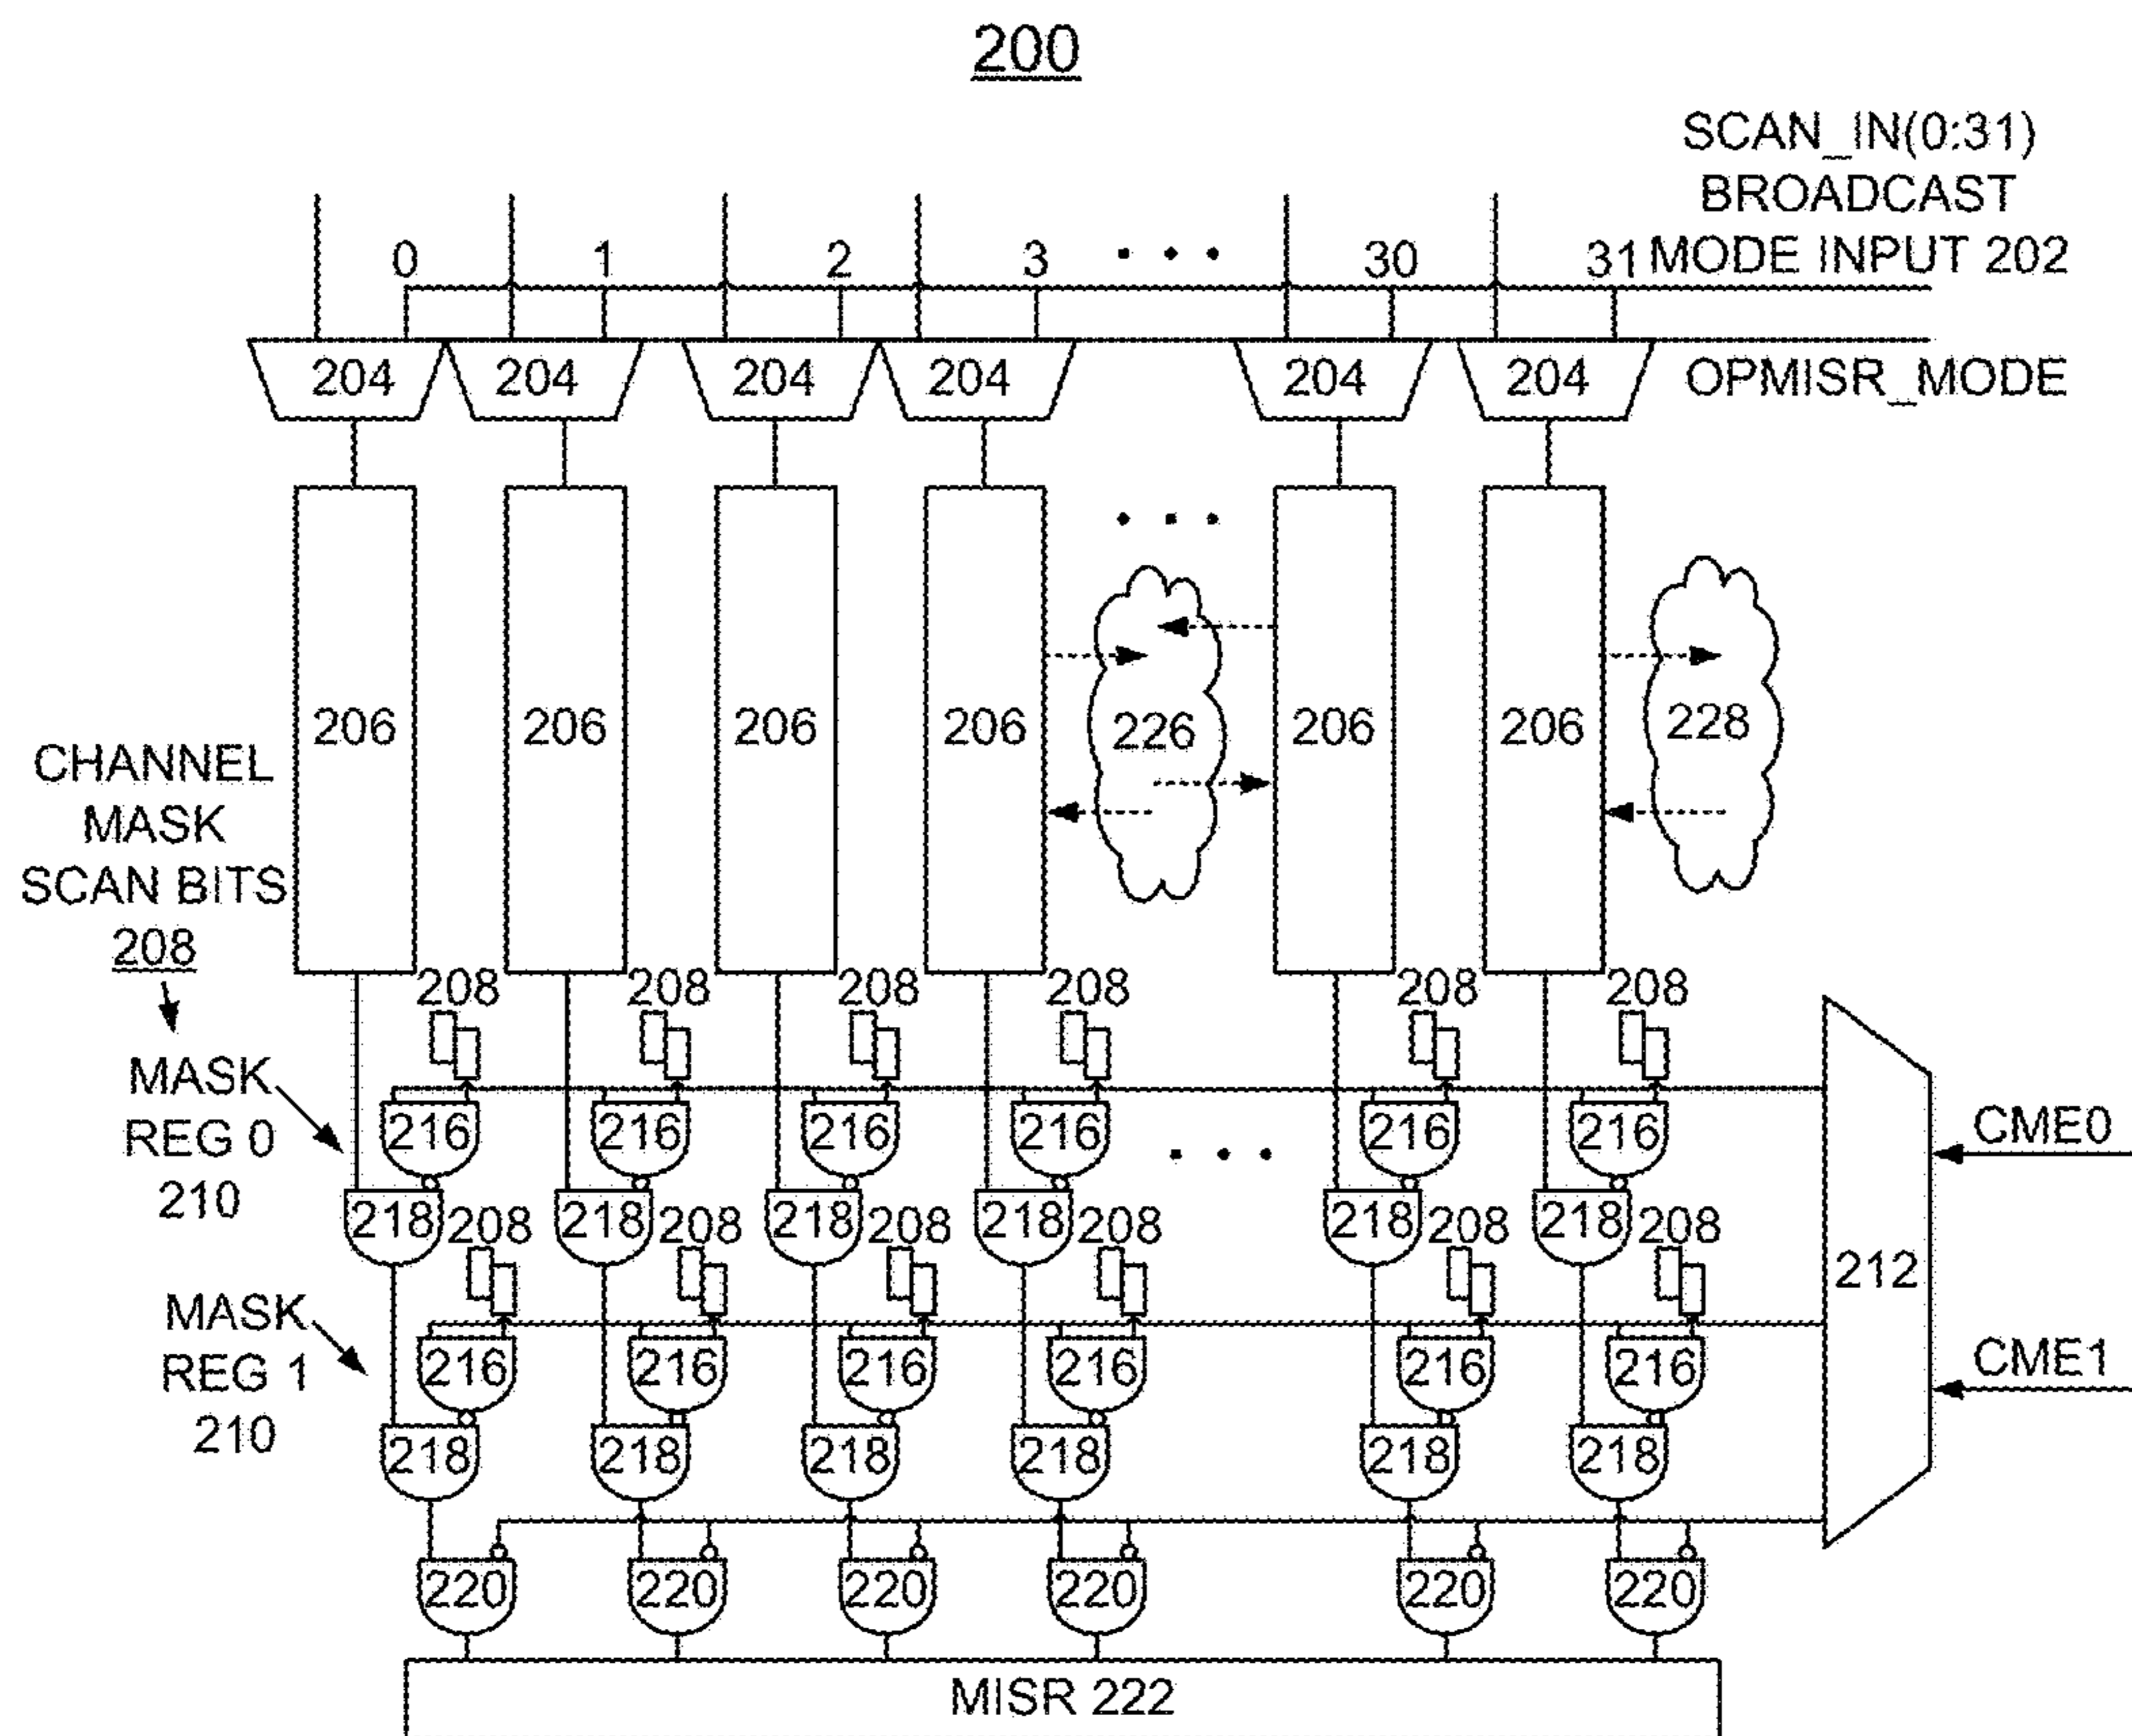 200
SCAN_IN(0:31)
BROADCAST
MODE INPUT 202
0 1 2 3 30 31
204 204 204 204 204 204
OPMISR_MODE
206 206 206 206 226 206 206 228
CHANNEL
MASK
SCAN BITS
208
208 208 208 208 208 208
MASK
REG 0
210
216 216 216 216 216 216
CME0
218 218 218 218 218 218
208 208 208 208 208 208
212
MASK
REG 1
210
216 216 216 216 216 216
CME1
218 218 218 218 218 218
220 220 220 220 220 220
MISR 222